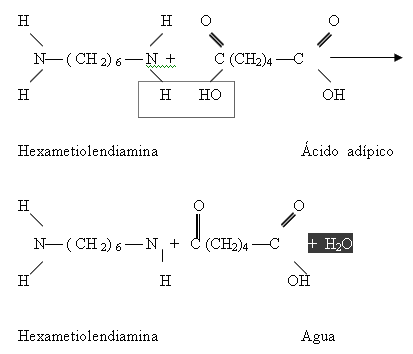 H H O O
N — ( CH2 )6 — N + C (CH2)4 — C
H H HO OH
Hexametiolendiamina Ácido adípico
H O O
N — ( CH2 )6 — N + C (CH2)4 — C + H2O
H H OH
Hexametiolendiamina Agua